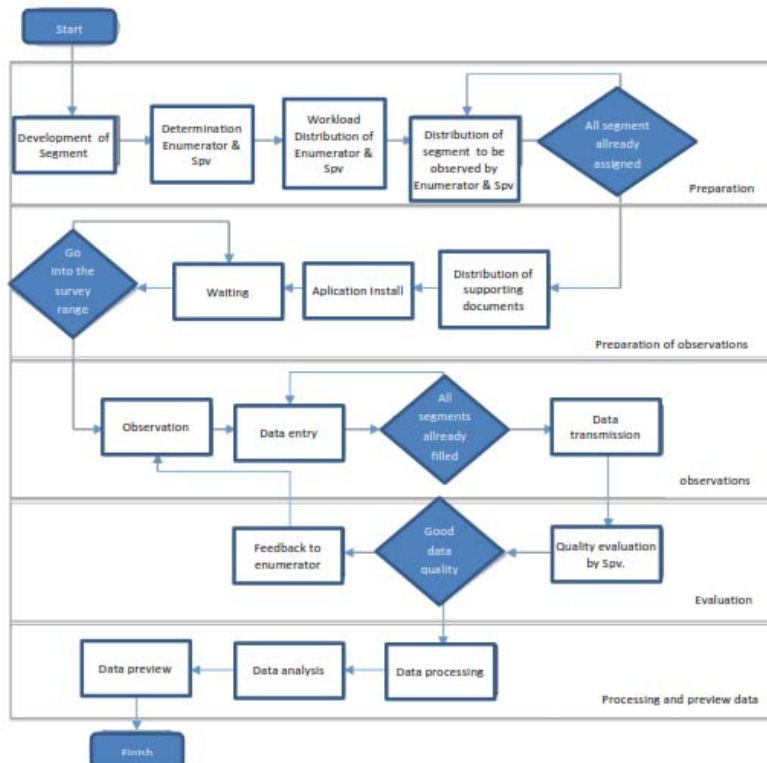 Start
Development of
Segment
Determination
Enumerator &
Spv
Workload
Distribution of
Enumerator &
Spv
Distribution of
segment to be
observed by
Enumerator & Spv
All segment
allready
assigned
Preparation
Go
into the
survey
range
Waiting
Aplication Install
Distribution of
supporting
documents
Preparation of observations
Observation
Data entry
All
segments
allready
filled
Data
transmission
observations
Feedback to
enumerator
Good
data
quality
Quality evaluation
by Spv.
Evaluation
Data preview
Data analysis
Data processing
Processing and preview data
Finish